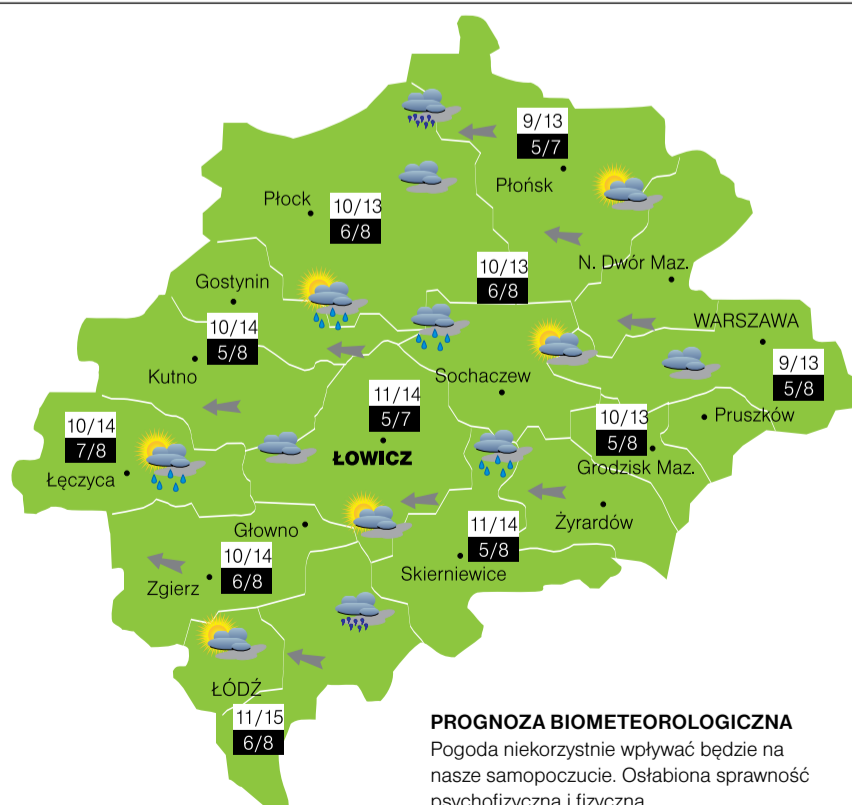 9/13
5/7
Płońsk
Płock
10/13
6/8
10/13
6/8
N. Dwór Maz.
Gostynin
10/14
5/8
Kutno
WARSZAWA
9/13
5/8
Sochaczew
11/14
5/7
ŁOWICZ
10/13
5/8
Pruszków
Grodzisk Maz.
10/14
7/8
Łęczyca
Głowno
Żyrardów
11/14
5/8
Skierniewice
10/14
6/8
Zgierz
ŁÓDŹ
11/15
6/8
PROGNOZA BIOMETEOROLOGICZNA
Pogoda niekorzystnie wpływać będzie na
nasze samopoczucie. Osłabiona sprawność
psychofizyczna i fizyczna.